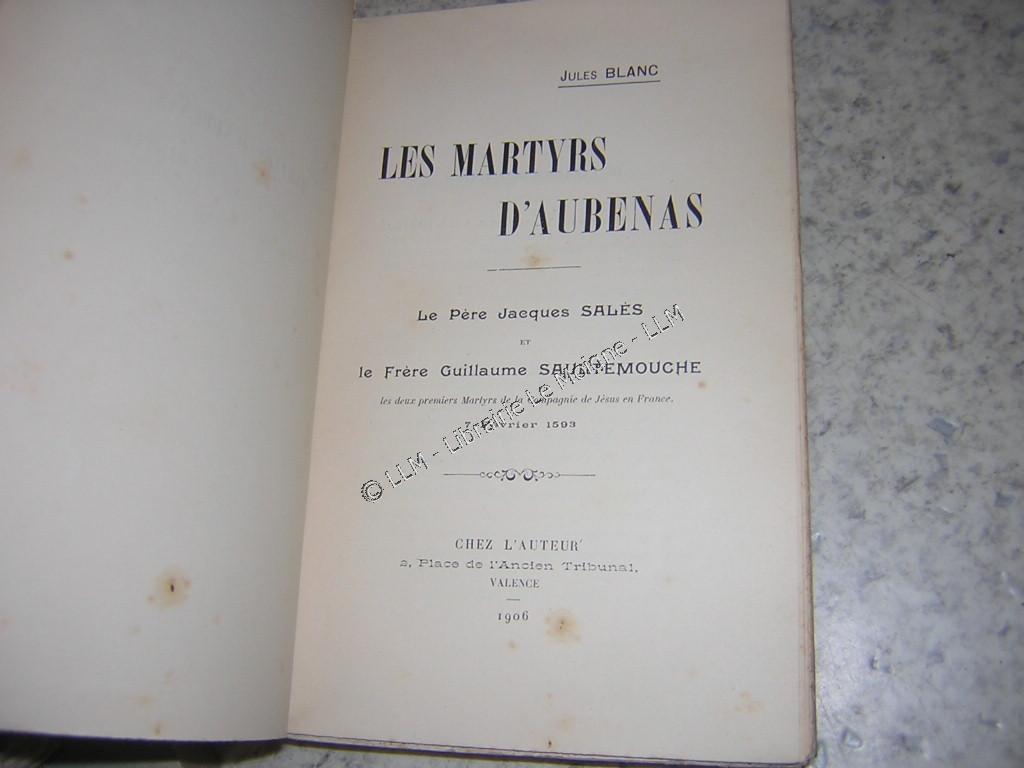 JULES BLANC
LES MARTYRS
D'AUBENAS
Le Père Jacques SALÈS
ET
le Frère Guillaume SAUTEMOUCHE
les deux premiers Martyrs de la Compagnie de Jésus en France.
7 Février 1593
© LLM - Librairie Le Moigne - LLM
CHEZ L'AUTEUR
2, Place de l'Ancien Tribunal,
VALENCE
1906